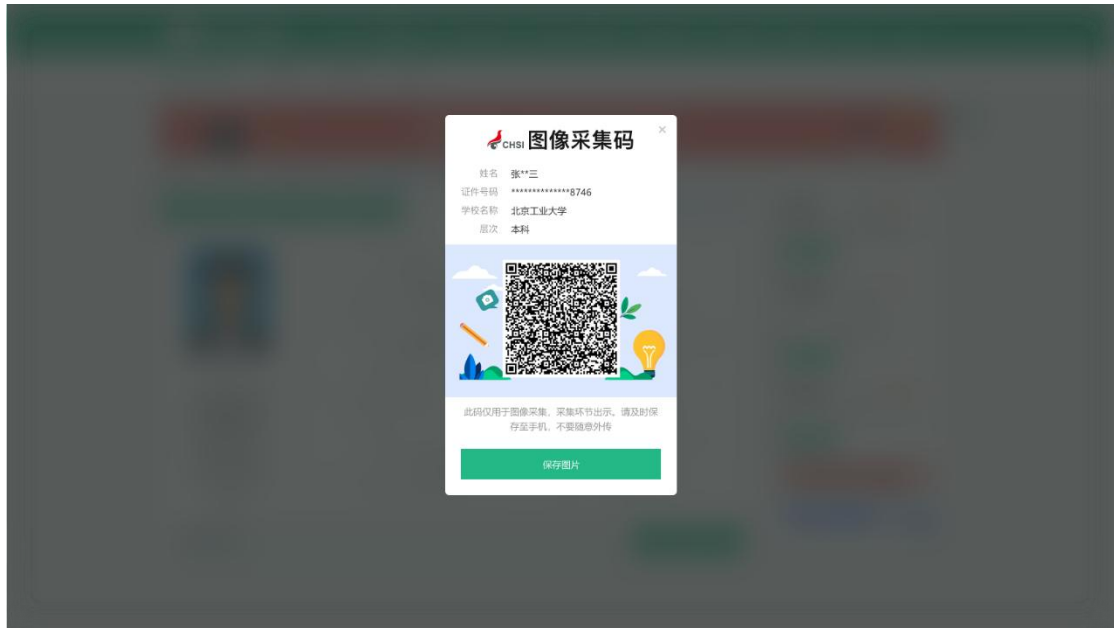 CHSI 图像采集码
×
姓名 张**三
证件号码 **************8746
学校名称 北京工业大学
层次 本科
此码仅用于图像采集、采集环节出示。请及时保
存至手机、不要随意外传
保存图片